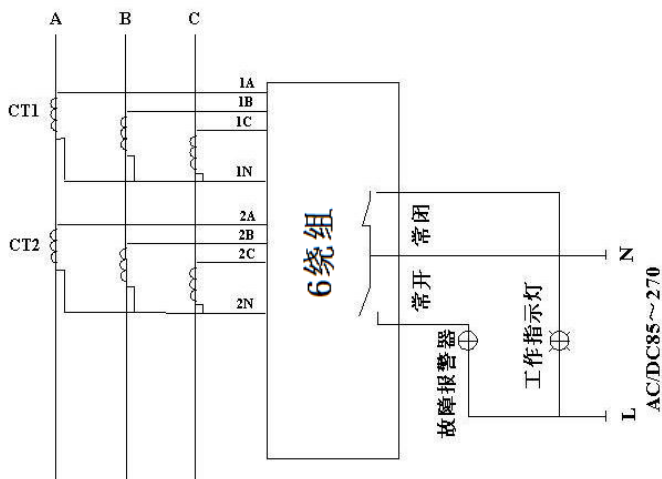 A B C
CT1
1A
1B
1C
1N
CT2
2A
2B
2C
2N
6绕组
常闭
常开
故障报警器
工作指示灯
N
L
AC/DC85～270